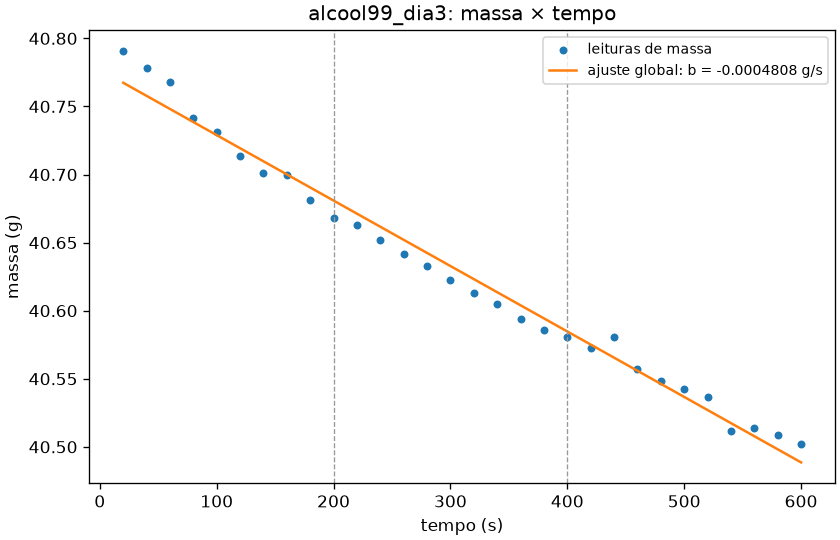 alcool99_dia3: massa × tempo
leituras de massa
ajuste global: b = -0.0004808 g/s
massa (g)
40.80
40.75
40.70
40.65
40.60
40.55
40.50
0 100 200 300 400 500 600
tempo (s)